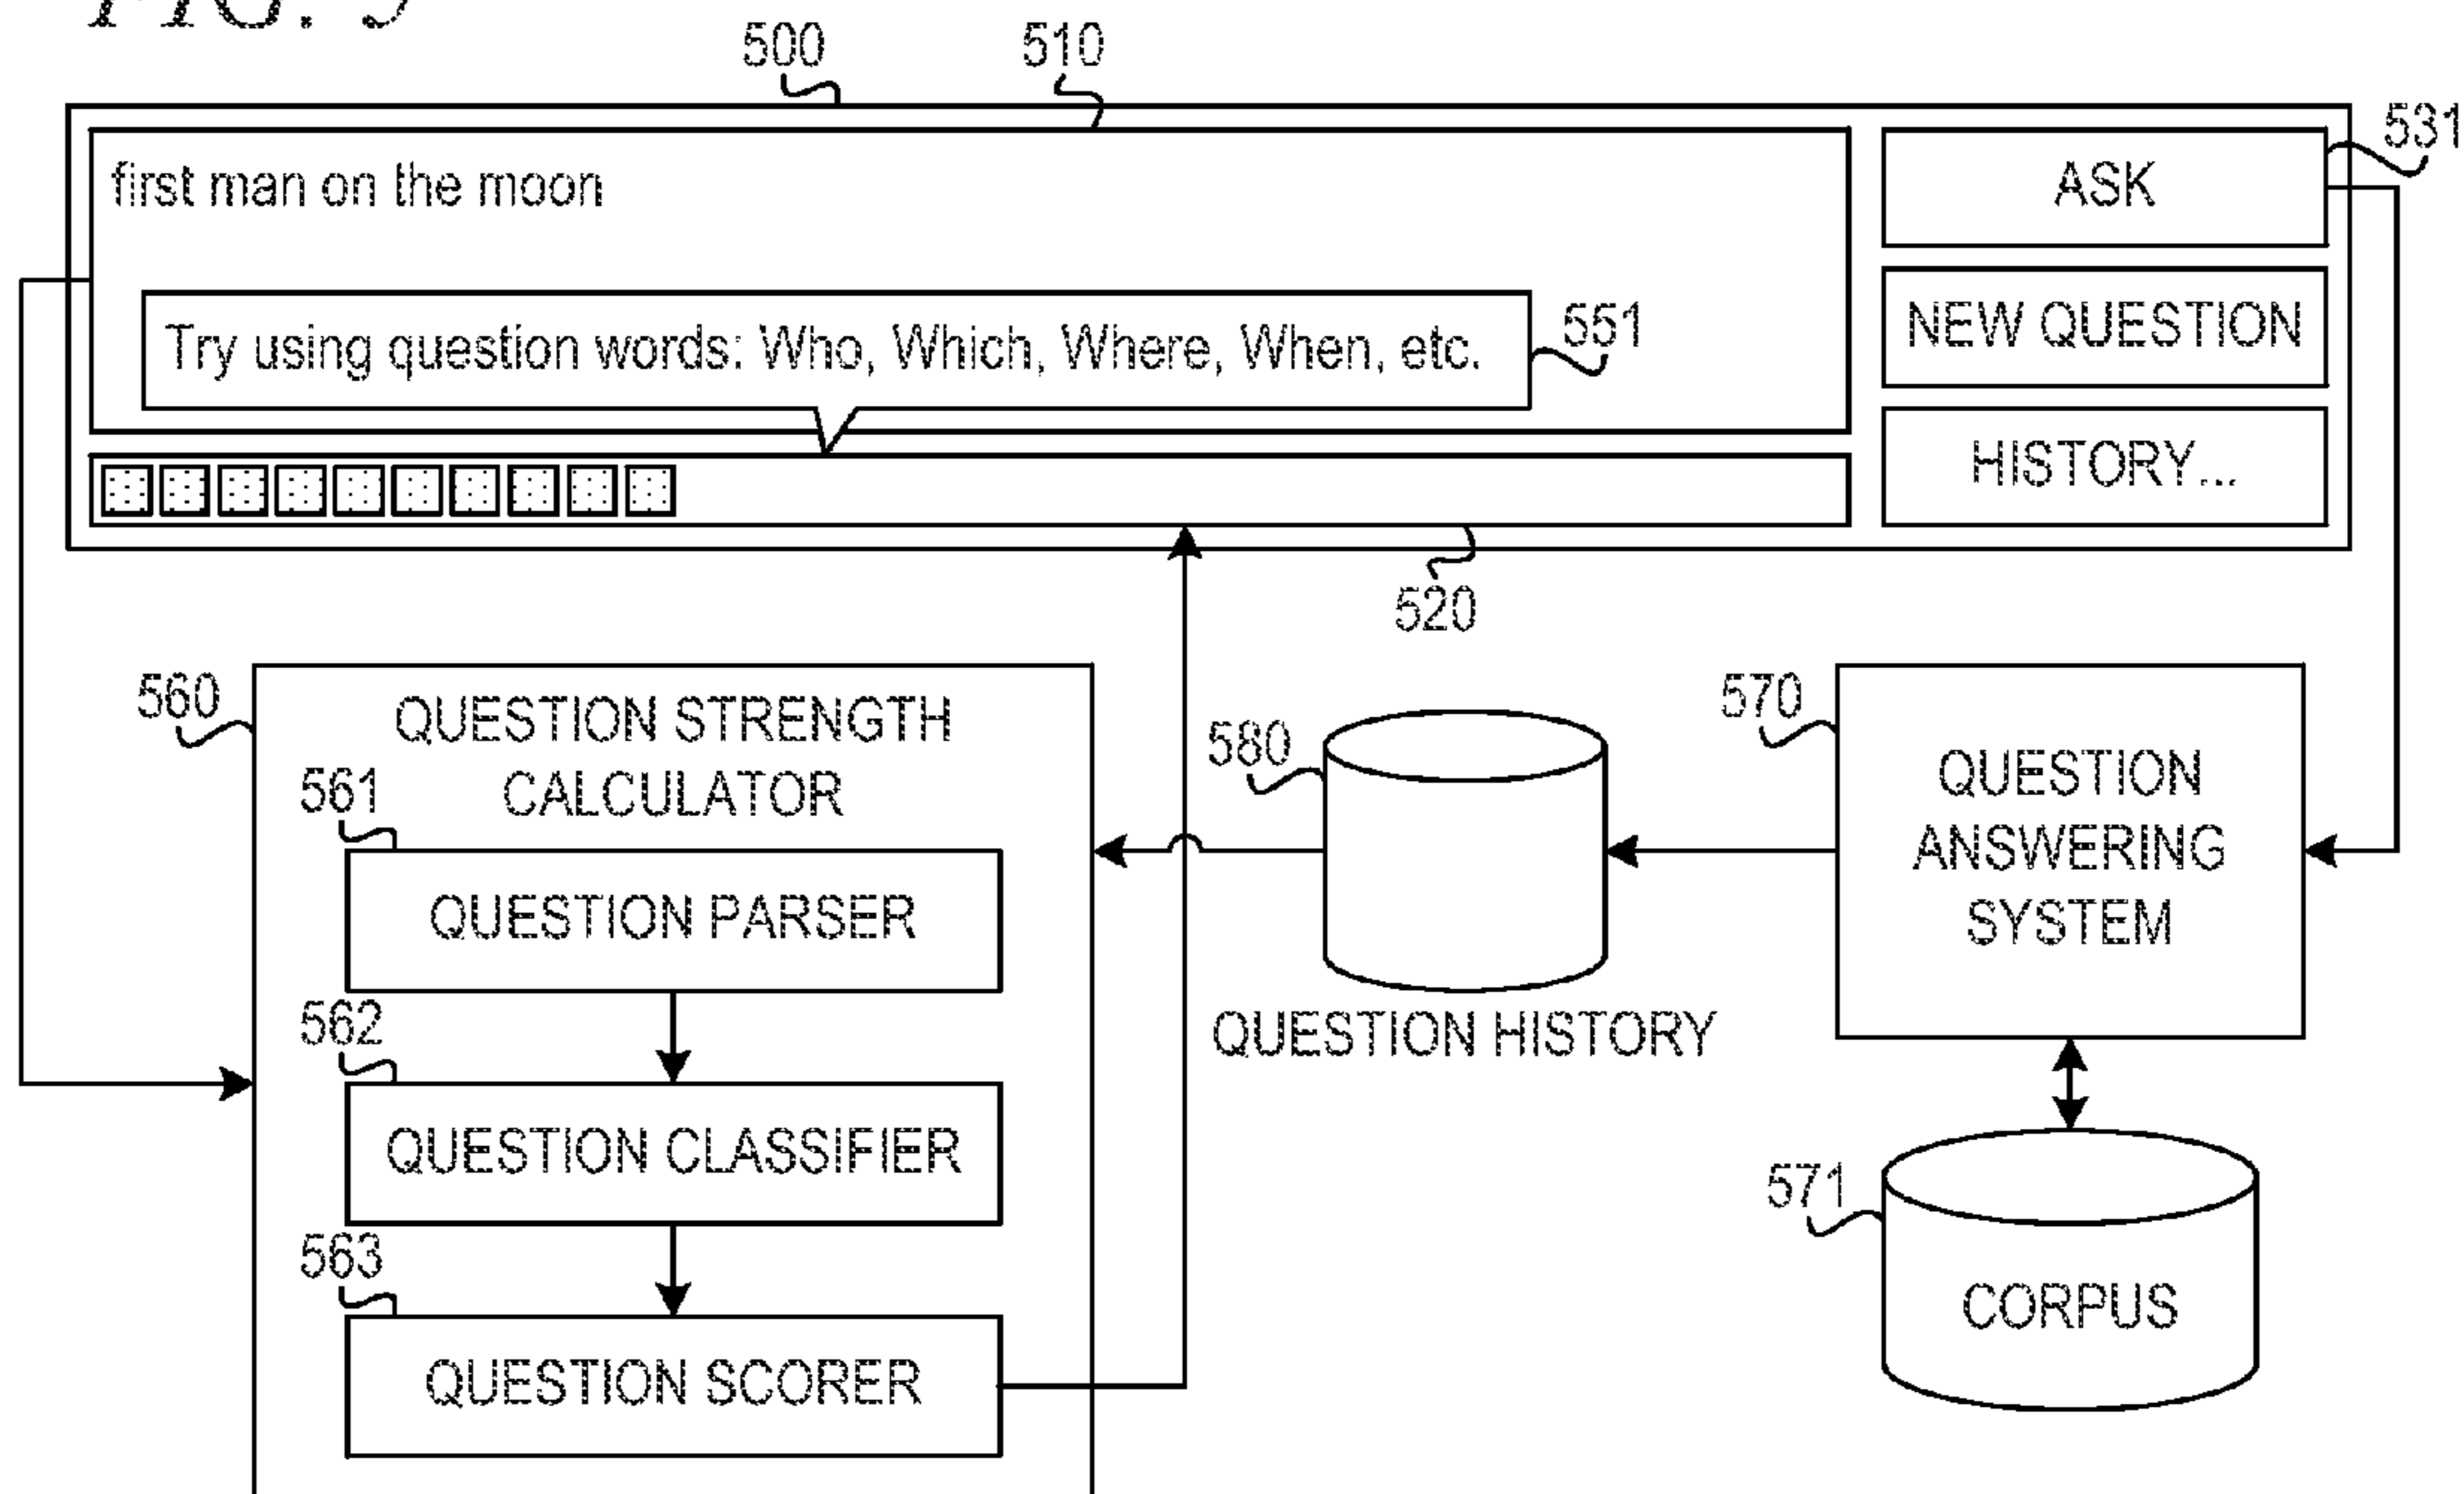 FIG. 5
500
510
531
first man on the moon
ASK
Try using question words: Who, Which, Where, When, etc.
551
NEW QUESTION
HISTORY...
520
560
QUESTION STRENGTH
CALCULATOR
561
QUESTION PARSER
562
QUESTION CLASSIFIER
563
QUESTION SCORER
580
QUESTION HISTORY
570
QUESTION
ANSWERING
SYSTEM
571
CORPUS